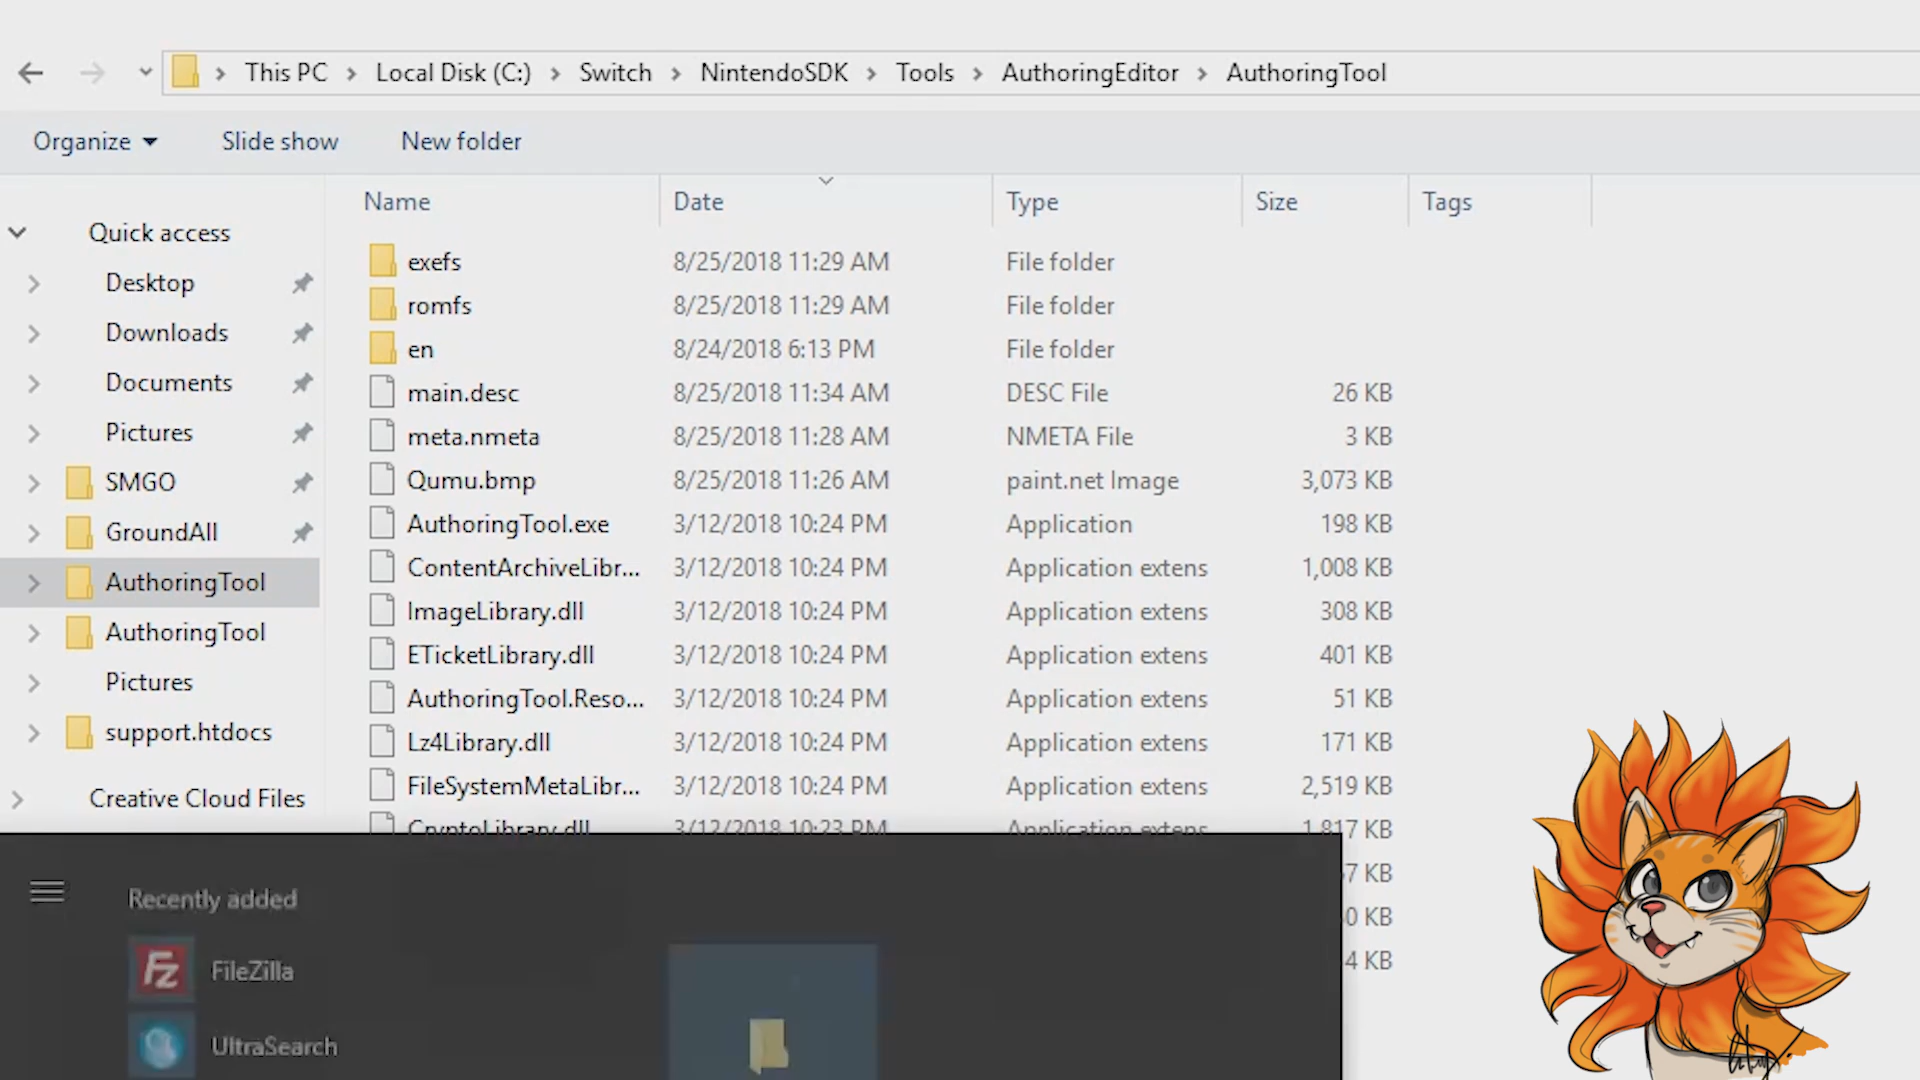 This PC > Local Disk (C:) > Switch > NintendoSDK > Tools > AuthoringEditor > AuthoringTool
Organize Slide show New folder
Name Date Type Size Tags
Quick access
Desktop
Downloads
Documents
Pictures
SMGO
GroundAll
AuthoringTool
AuthoringTool
Pictures
support.htdocs
Creative Cloud Files
exefs 8/25/2018 11:29 AM File folder
romfs 8/25/2018 11:29 AM File folder
en 8/24/2018 6:13 PM File folder
main.desc 8/25/2018 11:34 AM DESC File 26 KB
meta.nmeta 8/25/2018 11:28 AM NMETA File 3 KB
Qumu.bmp 8/25/2018 11:26 AM paint.net Image 3,073 KB
AuthoringTool.exe 3/12/2018 10:24 PM Application 198 KB
ContentArchiveLibr... 3/12/2018 10:24 PM Application extens 1,008 KB
ImageLibrary.dll 3/12/2018 10:24 PM Application extens 308 KB
ETicketLibrary.dll 3/12/2018 10:24 PM Application extens 401 KB
AuthoringTool.Reso... 3/12/2018 10:24 PM Application extens 51 KB
Lz4Library.dll 3/12/2018 10:24 PM Application extens 171 KB
FileSystemMetaLibr... 3/12/2018 10:24 PM Application extens 2,519 KB
CryptoLibrary.dll 3/12/2018 10:23 PM Application extens 1,817 KB
7 KB
0 KB
4 KB
Recently added
FileZilla
UltraSearch